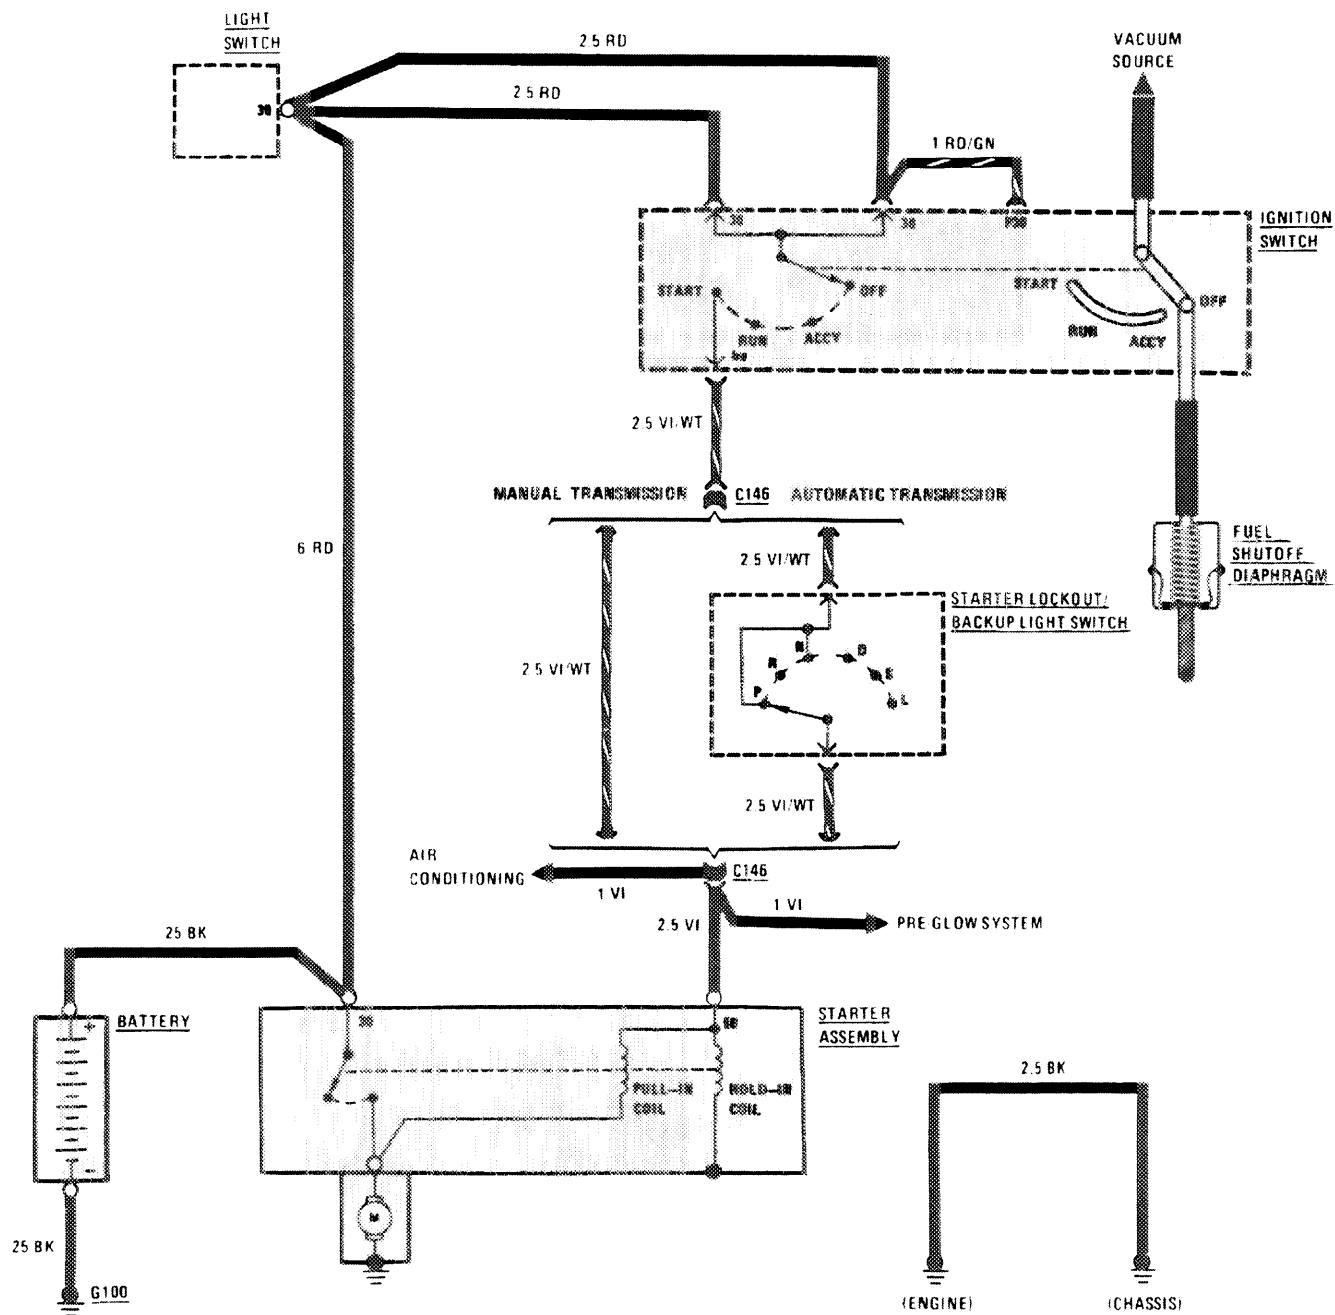 LIGHT
SWITCH
30
2.5 RD
2.5 RD
1 RD/GN
VACUUM
SOURCE
30
30
P30
IGNITION
SWITCH
START
OFF
RUN
ACCY
50
START
OFF
RUN
ACCY
2.5 VI/WT
MANUAL TRANSMISSION
C146
AUTOMATIC TRANSMISSION
6 RD
2.5 VI/WT
FUEL
SHUTOFF
DIAPHRAGM
STARTER LOCKOUT/
BACKUP LIGHT SWITCH
2.5 VI/WT
P
R
N
D
S
L
2.5 VI/WT
AIR
CONDITIONING
1 VI
C146
2.5 VI
1 VI
PRE-GLOW SYSTEM
25 BK
BATTERY
+
-
30
50
STARTER
ASSEMBLY
PULL-IN
COIL
HOLD-IN
COIL
M
2.5 BK
25 BK
G100
(ENGINE)
(CHASSIS)